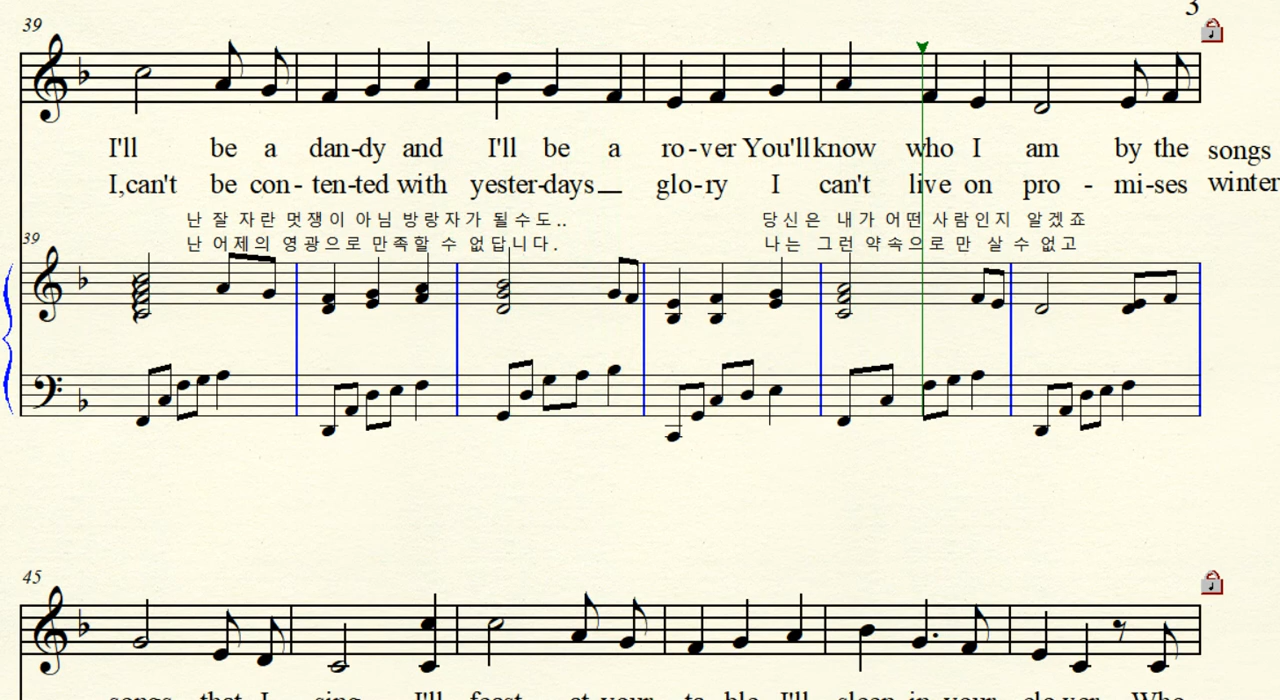 3
39
I'll be a dan-dy and I'll be a ro-ver You'll know who I am by the songs
I,can't be con- ten-ted with yester-days__ glo-ry I can't live on pro - mi-ses winter
난 잘 자란 멋쟁이 아님 방랑자가 될수도.. 당신은 내가 어떤 사람인지 알겠죠
39
난 어제의 영광으로 만족할 수 없답니다. 나는 그런 약속으로 만 살 수 없고
45
songs that I sing I'll feast at your ta ble I'll sleep in your clo ver Who